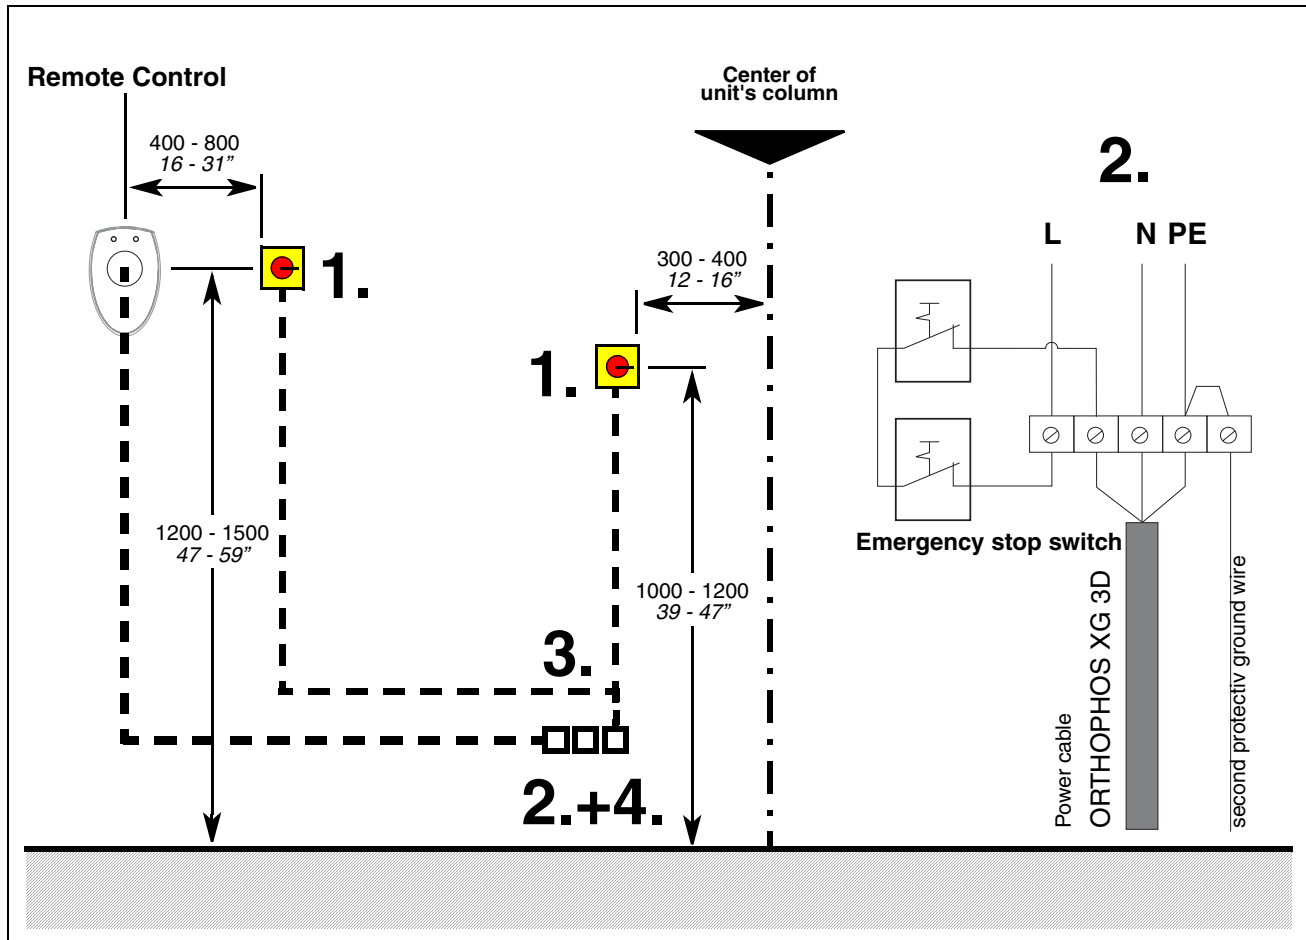 Remote Control
Center of
unit's column
400 - 800
16 - 31”
2.
L
N PE
1.
300 - 400
12 - 16”
1.
1200 - 1500
47 - 59”
Emergency stop switch
1000 - 1200
39 - 47”
3.
2.+4.
Power cable
ORTHOPHOS XG 3D
second protectiv ground wire